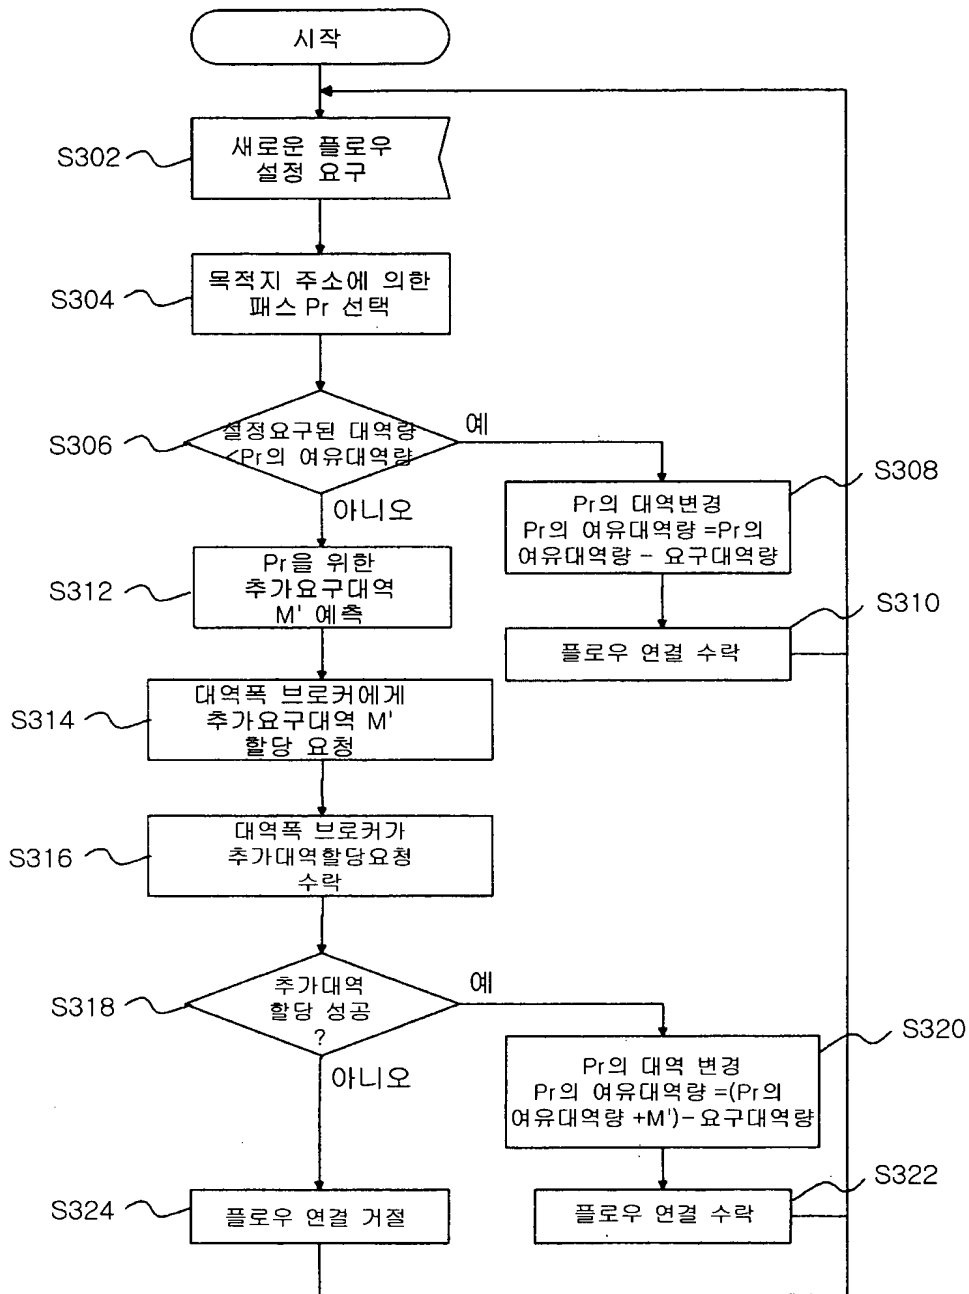 시작
S302
새로운 플로우
설정 요구
S304
목적지 주소에 의한
패스 Pr 선택
S306
설정요구된 대역량
<Pr의 여유대역량
예
아니오
S308
Pr의 대역변경
Pr의 여유대역량 =Pr의
여유대역량 - 요구대역량
S310
플로우 연결 수락
S312
Pr을 위한
추가요구대역
M' 예측
S314
대역폭 브로커에게
추가요구대역 M'
할당 요청
S316
대역폭 브로커가
추가대역할당요청
수락
S318
추가대역
할당 성공
?
예
아니오
S320
Pr의 대역 변경
Pr의 여유대역량 =(Pr의
여유대역량 +M')-요구대역량
S322
플로우 연결 수락
S324
플로우 연결 거절